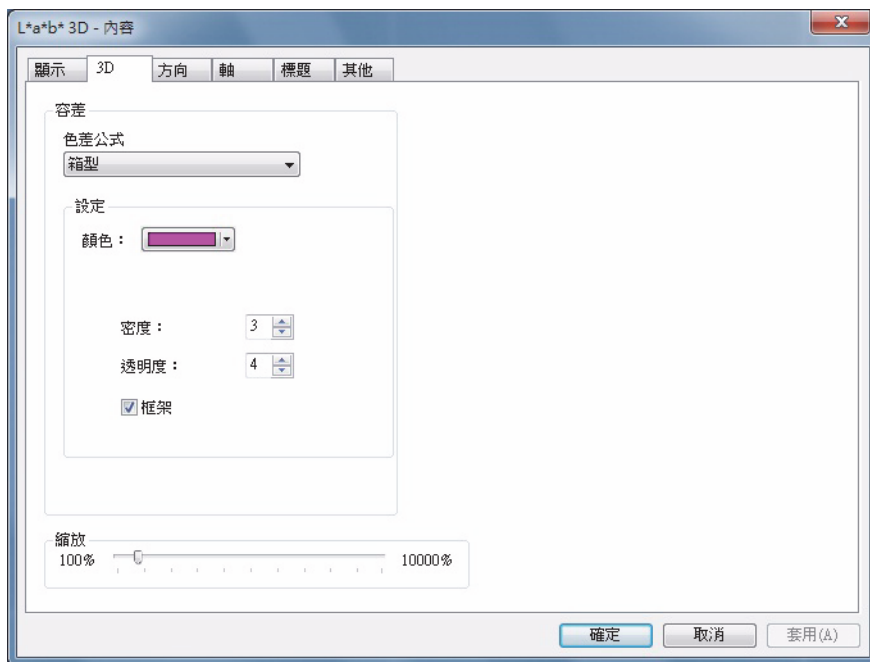 L*a*b* 3D - 內容
顯示 3D 方向 軸 標題 其他
容差
色差公式
箱型
設定
顏色：
密度： 3
透明度： 4
框架
縮放
100% 10000%
確定 取消 套用(A)